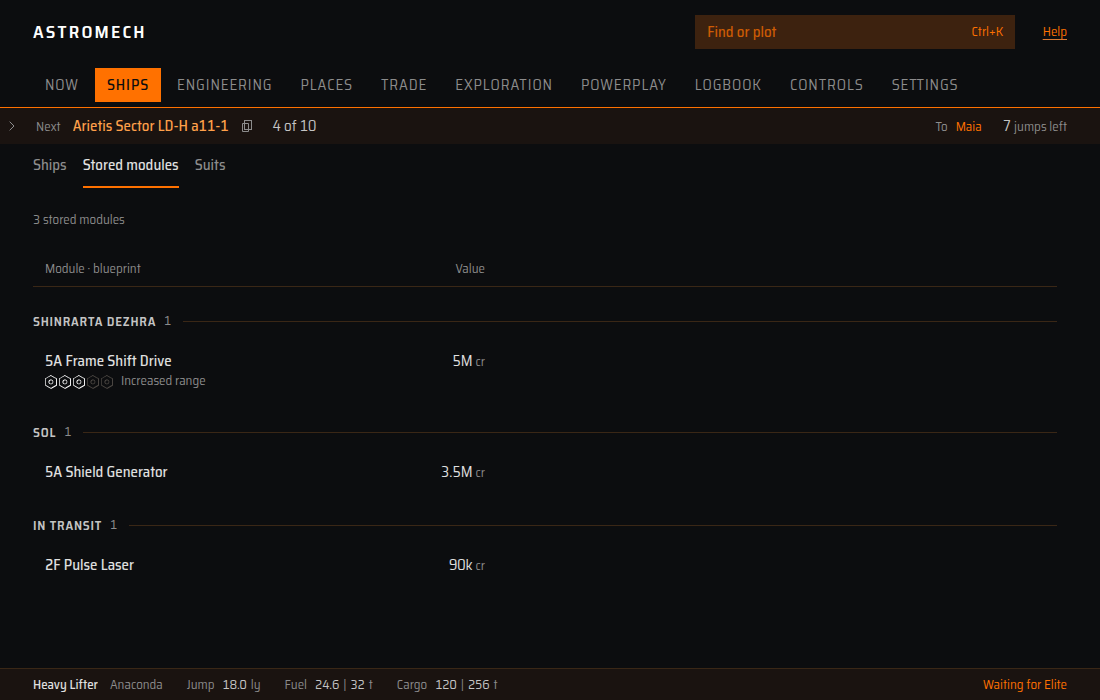 ASTROMECH
Find or plot Ctrl+K Help
NOW SHIPS ENGINEERING PLACES TRADE EXPLORATION POWERPLAY LOGBOOK CONTROLS SETTINGS
Next Arietis Sector LD-H a11-1 4 of 10 To Maia 7 jumps left
Ships Stored modules Suits
3 stored modules
Module · blueprint Value
SHINRARTA DEZHRA 1
5A Frame Shift Drive 5M cr
Increased range
SOL 1
5A Shield Generator 3.5M cr
IN TRANSIT 1
2F Pulse Laser 90k cr
Heavy Lifter Anaconda Jump 18.0 ly Fuel 24.6 | 32 t Cargo 120 | 256 t Waiting for Elite